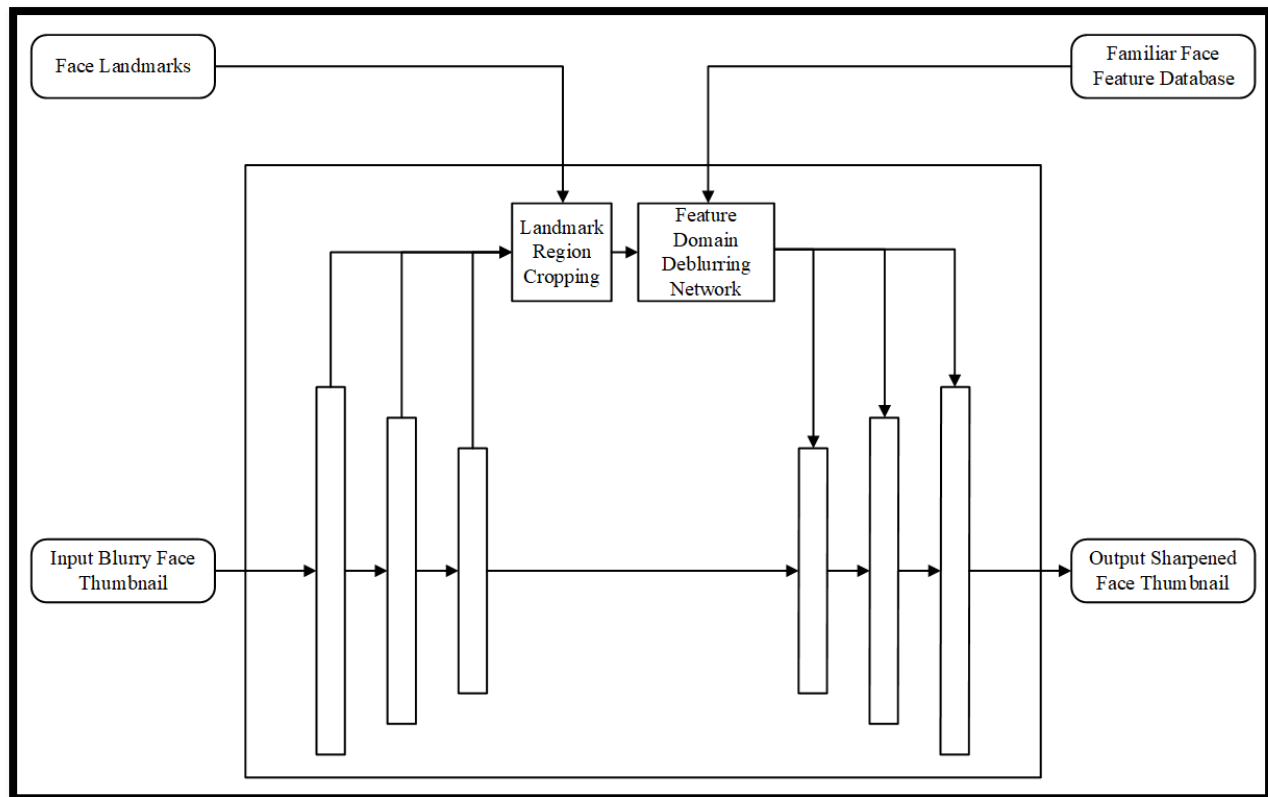 Face Landmarks
Familiar Face
Feature Database
Landmark
Region
Cropping
Feature
Domain
Deblurring
Network
Input Blurry Face
Thumbnail
Output Sharpened
Face Thumbnail